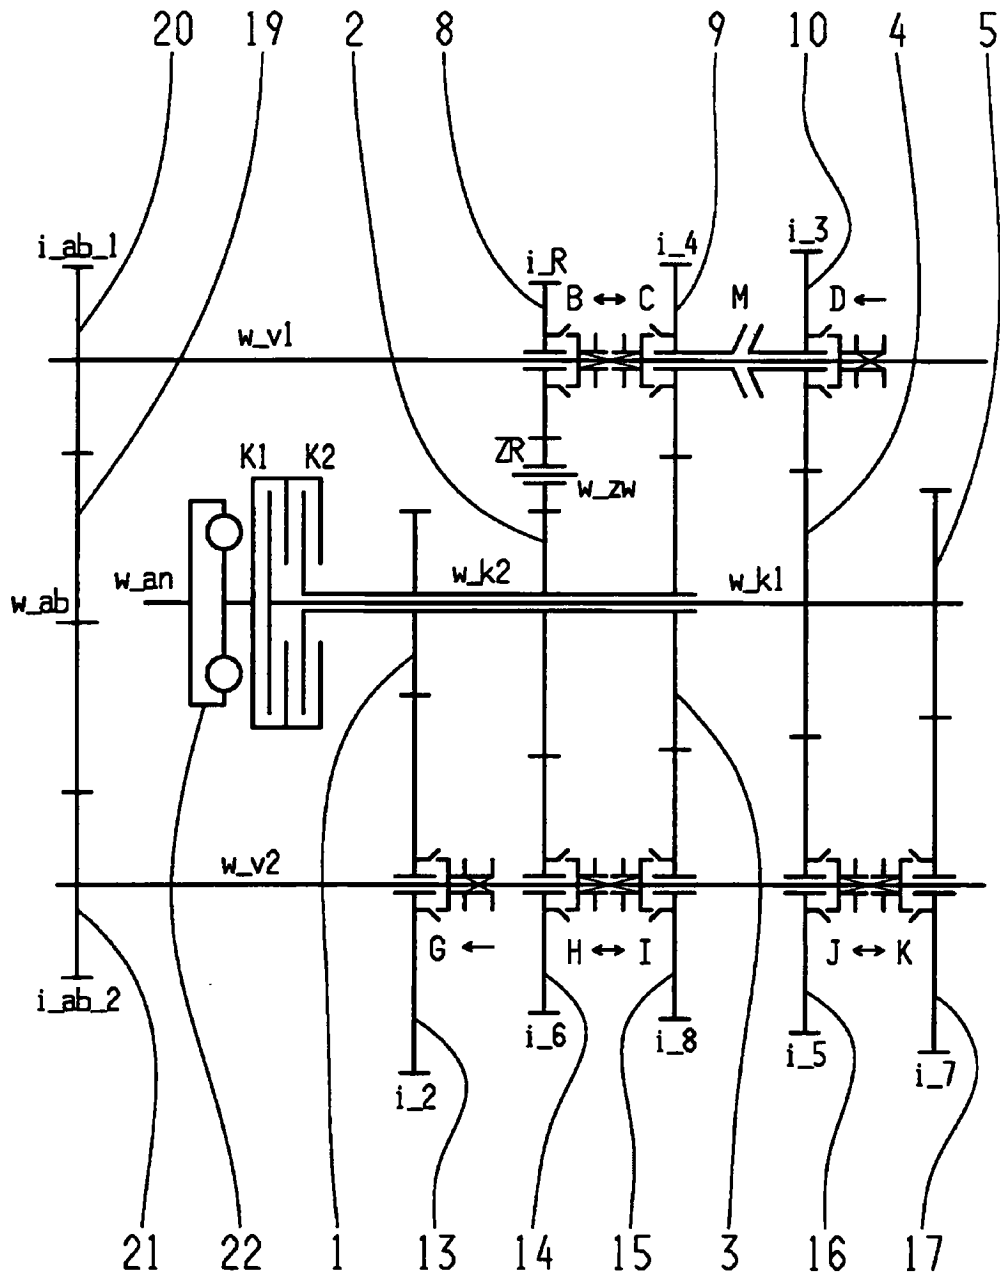 20 19 2 8 9 10 4 5
i_ab_1 i_R i_4 i_3
B ↔ C M D ←
w_v1
ZR
K1 K2
w_zw
w_an w_k2 w_k1
w_ab
w_v2
G ← H ↔ I J ↔ K
i_ab_2 i_2 i_6 i_8 i_5 i_7
21 22 1 13 14 15 3 16 17